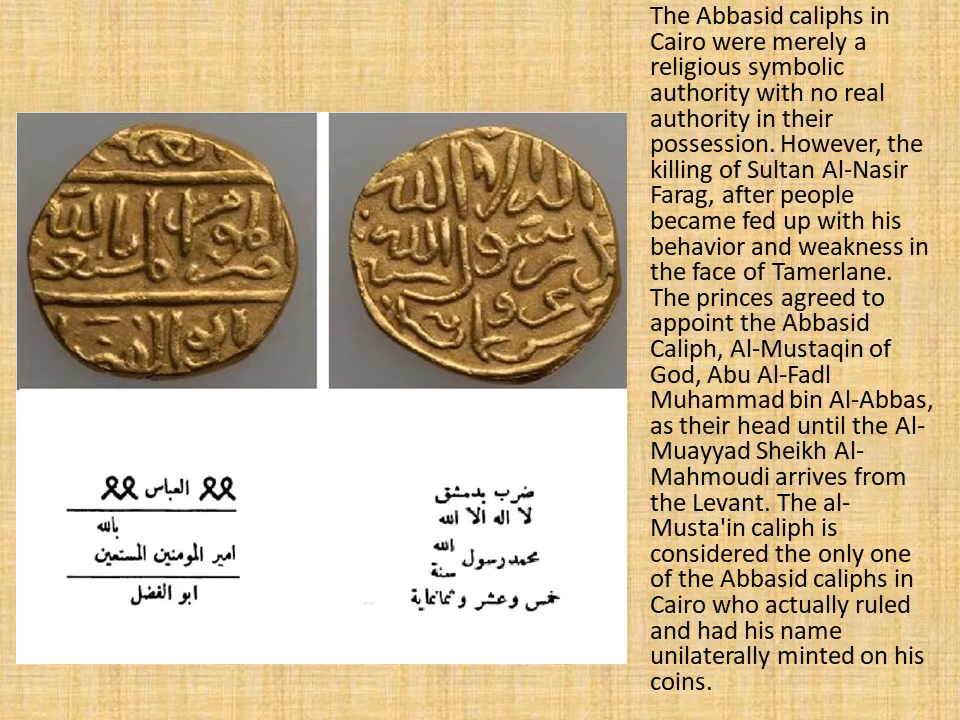 The Abbasid caliphs in
Cairo were merely a
religious symbolic
authority with no real
authority in their
possession. However, the
killing of Sultan Al-Nasir
Farag, after people
became fed up with his
behavior and weakness in
the face of Tamerlane.
The princes agreed to
appoint the Abbasid
Caliph, Al-Mustaqin of
God, Abu Al-Fadl
Muhammad bin Al-Abbas,
as their head until the Al-
Muayyad Sheikh Al-
Mahmoudi arrives from
the Levant. The al-
Musta'in caliph is
considered the only one
of the Abbasid caliphs in
Cairo who actually ruled
and had his name
unilaterally minted on his
coins.
العباس
بالله
امير المومنين المستعين
ابو الفضل
ضرب بدمشق
لا اله الا الله
الله
محمد رسول
سنة
خمس وعشر وثمانماية